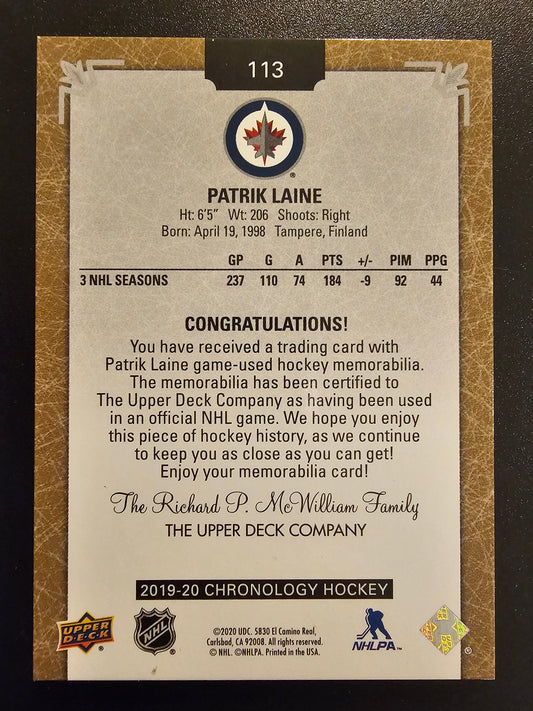 113
®
PATRIK LAINE
Ht: 6'5" Wt: 206 Shoots: Right
Born: April 19, 1998 Tampere, Finland
GP G A PTS +/- PIM PPG
3 NHL SEASONS 237 110 74 184 -9 92 44
CONGRATULATIONS!
You have received a trading card with
Patrik Laine game-used hockey memorabilia.
The memorabilia has been certified to
The Upper Deck Company as having been used
in an official NHL game. We hope you enjoy
this piece of hockey history, as we continue
to keep you as close as you can get!
Enjoy your memorabilia card!
The Richard P. McWilliam Family
THE UPPER DECK COMPANY
2019-20 CHRONOLOGY HOCKEY
UPPER DECK
NHL
©2020 UDC. 5830 El Camino Real,
Carlsbad, CA 92008. All rights reserved.
© NHL. ©NHLPA. Printed in the USA.
NHLPA™
®